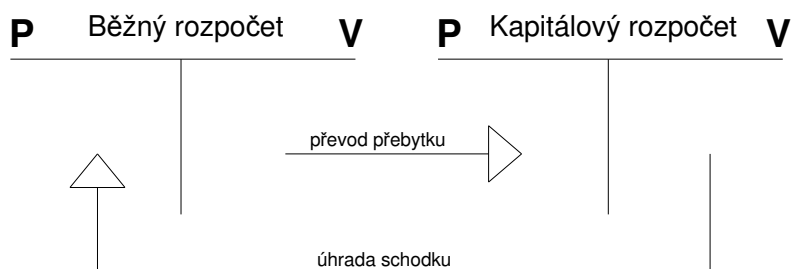 P Běžný rozpočet V P Kapitálový rozpočet V
převod přebytku
úhrada schodku